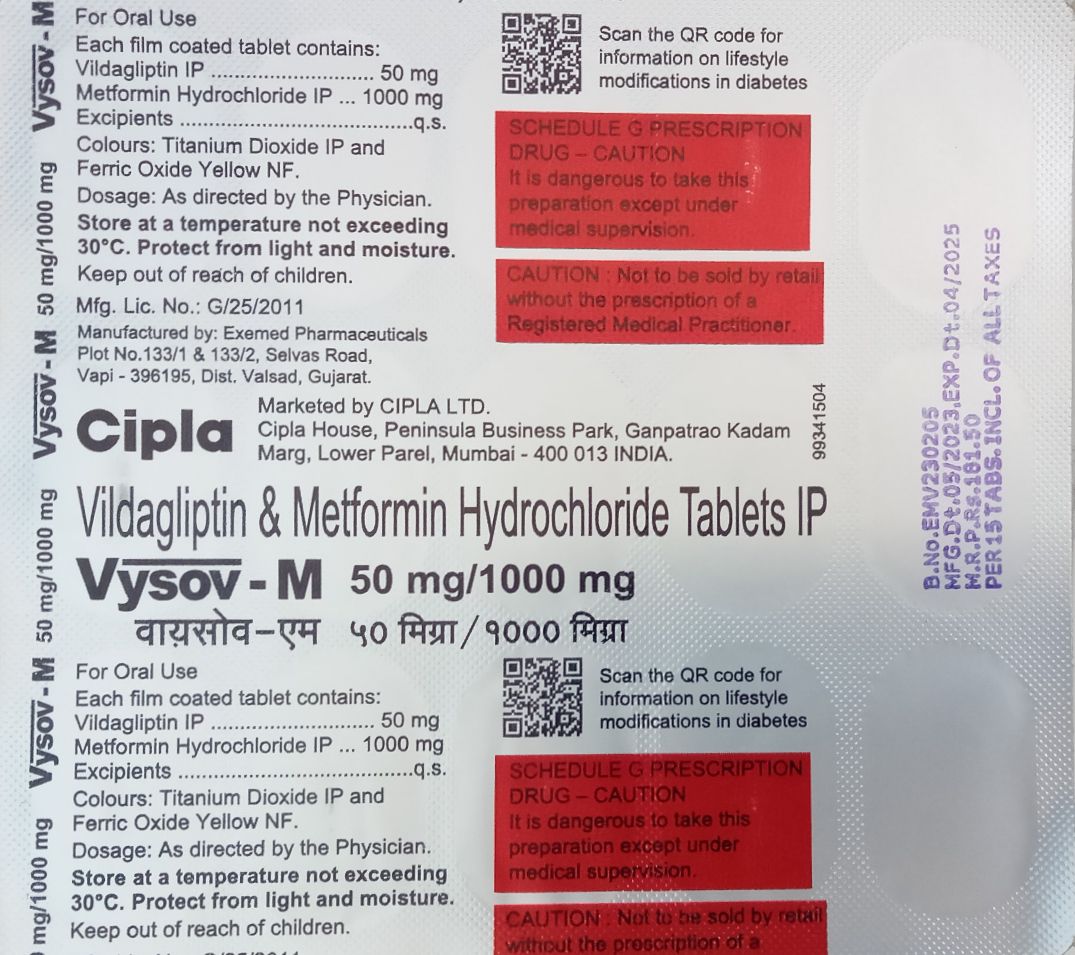 For Oral Use
Each film coated tablet contains:
Vildagliptin IP ............................ 50 mg
Metformin Hydrochloride IP ... 1000 mg
Excipients ........................................q.s.
Colours: Titanium Dioxide IP and
Ferric Oxide Yellow NF.
Dosage: As directed by the Physician.
Store at a temperature not exceeding
30°C. Protect from light and moisture.
Keep out of reach of children.
Mfg. Lic. No.: G/25/2011
Manufactured by: Exemed Pharmaceuticals
Plot No.133/1 & 133/2, Selvas Road,
Vapi - 396195, Dist. Valsad, Gujarat.
Scan the QR code for
information on lifestyle
modifications in diabetes
SCHEDULE G PRESCRIPTION
DRUG – CAUTION
It is dangerous to take this
preparation except under
medical supervision.
CAUTION : Not to be sold by retail
without the prescription of a
Registered Medical Practitioner.
Cipla
Marketed by CIPLA LTD.
Cipla House, Peninsula Business Park, Ganpatrao Kadam
Marg, Lower Parel, Mumbai - 400 013 INDIA.
99341504
Vildagliptin & Metformin Hydrochloride Tablets IP
Vysov - M 50 mg/1000 mg
वायसोव-एम ५० मिग्रा/१००० मिग्रा
For Oral Use
Each film coated tablet contains:
Vildagliptin IP ............................ 50 mg
Metformin Hydrochloride IP ... 1000 mg
Excipients ........................................q.s.
Colours: Titanium Dioxide IP and
Ferric Oxide Yellow NF.
Dosage: As directed by the Physician.
Store at a temperature not exceeding
30°C. Protect from light and moisture.
Keep out of reach of children.
Scan the QR code for
information on lifestyle
modifications in diabetes
SCHEDULE G PRESCRIPTION
DRUG – CAUTION
It is dangerous to take this
preparation except under
medical supervision.
CAUTION : Not to be sold by retail
without the prescription of a
Vysov - M 50 mg/1000 mg Vysov - M 50 mg/1000 mg Vysov - M
mg/1000 mg
B.No.EMV230205
MFG.Dt.05/2023.EXP.Dt.04/2025
M.R.P.Rs.181.50
PER 15 TABS. INCL. OF ALL TAXES